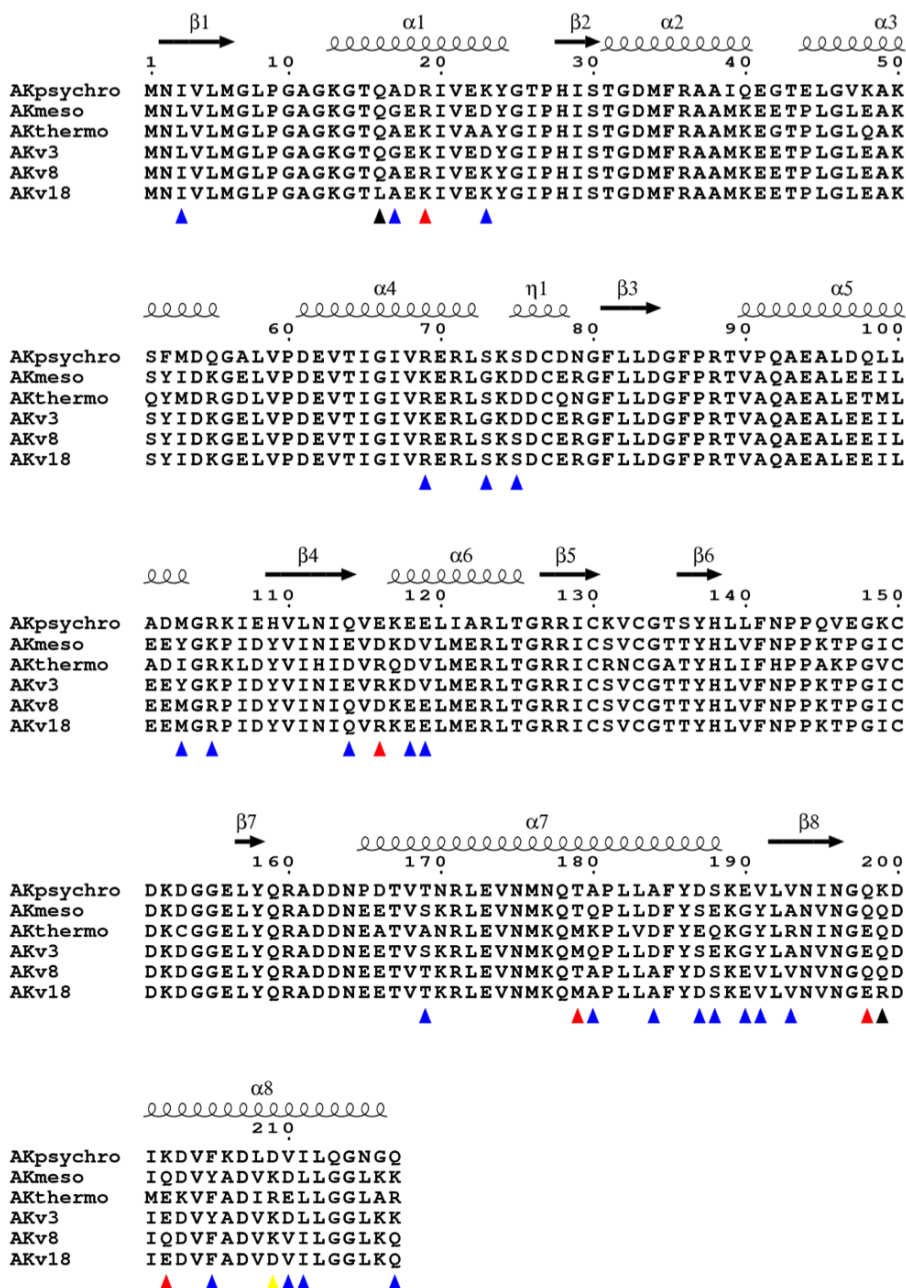 β1 α1 β2 α2 α3
1 10 20 30 40 50
AKpsychro MNIVLMGLPGAGKGTQADRIVEKYGTPHISTGDMFRAAIQEGTELGVKAK
AKmeso MNLVLMGLPGAGKGTQGERIVEDYGIPHISTGDMFRAAMKEETPLGLEAK
AKthermo MNLVLMGLPGAGKGTQAEKIVAAYGIPHISTGDMFRAAMKEGTPLGLQAK
AKv3 MNLVLMGLPGAGKGTQGEKIVEDYGIPHISTGDMFRAAMKEETPLGLEAK
AKv8 MNIVLMGLPGAGKGTQAERIVEKYGIPHISTGDMFRAAMKEETPLGLEAK
AKv18 MNIVLMGLPGAGKGTLAEKIVEKYGIPHISTGDMFRAAMKEETPLGLEAK
α4 η1 β3 α5
60 70 80 90 100
AKpsychro SFMDQGALVPDEVTIGIVRERLSKSDCDNGFLLDGFPRTVPQAEALDQLL
AKmeso SYIDKGELVPDEVTIGIVKERLGKDDCERGFLLDGFPRTVAQAEALEEIL
AKthermo QYMDRGDLVPDEVTIGIVRERLSKDDCQNGFLLDGFPRTVAQAEALETML
AKv3 SYIDKGELVPDEVTIGIVKERLGKDDCERGFLLDGFPRTVAQAEALEEIL
AKv8 SYIDKGELVPDEVTIGIVRERLSKSDCERGFLLDGFPRTVAQAEALEEIL
AKv18 SYIDKGELVPDEVTIGIVRERLSKSDCERGFLLDGFPRTVAQAEALEEIL
β4 α6 β5 β6
110 120 130 140 150
AKpsychro ADMGRKIEHVLNIQVEKEELIARLTGRRICKVCGTSYHLLFNPPQVEGKC
AKmeso EEYGKPIDYVINIEVDKDVLMERLTGRRICSVCGTTYHLVFNPPKTPGIC
AKthermo ADIGRKLDYVIHIDVRQDVLMERLTGRRICRNCGATYHLIFHPPAKPGVC
AKv3 EEYGKPIDYVINIEVRKDVLMERLTGRRICSVCGTTYHLVFNPPKTPGIC
AKv8 EEMGRPIDYVINIQVDKEELMERLTGRRICSVCGTTYHLVFNPPKTPGIC
AKv18 EEMGRPIDYVINIQVRKEELMERLTGRRICSVCGTTYHLVFNPPKTPGIC
β7 α7 β8
160 170 180 190 200
AKpsychro DKDGGELYQRADDNPDTVTNRLEVNMNQTAPLLAFYDSKEVLVNINGQKD
AKmeso DKDGGELYQRADDNEETVSKRLEVNMKQTQPLLDFYSEKGYLANVNGQQD
AKthermo DKCGGELYQRADDNEATVANRLEVNMKQMKPLVDFYEQKGYLRNINGEQD
AKv3 DKDGGELYQRADDNEETVSKRLEVNMKQMQPLLDFYSEKGYLANVNGEQD
AKv8 DKDGGELYQRADDNEETVTKRLEVNMKQTAPLLAFYDSKEVLVNVNGQQD
AKv18 DKDGGELYQRADDNEETVTKRLEVNMKQMAPLLAFYDSKEVLVNVNGERD
α8
210
AKpsychro IKDVFKDLDVILQGNGQ
AKmeso IQDVYADVKDLLGGLKK
AKthermo MEKVFADIRELLGGLAR
AKv3 IEDVYADVKDLLGGLKK
AKv8 IQDVFADVKVILGGLKQ
AKv18 IEDVFADVDVILGGLKQ